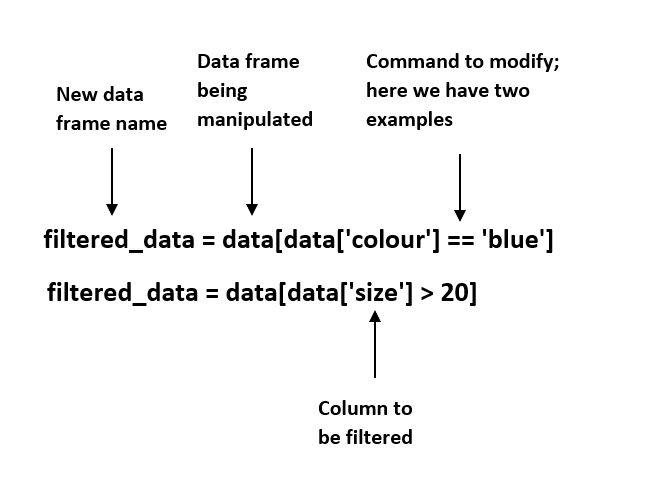 New data
frame name
Data frame
being
manipulated
Command to modify;
here we have two
examples
filtered_data = data[data['colour'] == 'blue']
filtered_data = data[data['size'] > 20]
Column to
be filtered